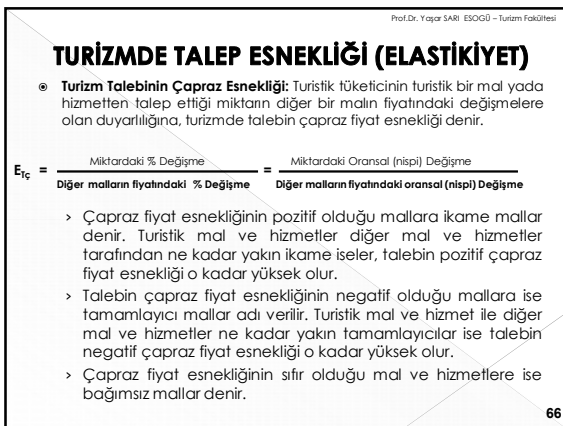 Prof.Dr. Yaşar SARI ESOGÜ – Turizm Fakültesi
TURİZMDE TALEP ESNEKLİĞİ (ELASTİKİYET)
Turizm Talebinin Çapraz Esnekliği: Turistik tüketicinin turistik bir mal yada
hizmetten talep ettiği miktarın diğer bir malın fiyatındaki değişmelere
olan duyarlılığına, turizmde talebin çapraz fiyat esnekliği denir.
Miktardaki % Değişme Miktardaki Oransal (nispi) Değişme
ETç = =
Diğer malların fiyatındaki % Değişme Diğer malların fiyatındaki oransal (nispi) Değişme
› Çapraz fiyat esnekliğinin pozitif olduğu mallara ikame mallar
denir. Turistik mal ve hizmetler diğer mal ve hizmetler
tarafından ne kadar yakın ikame iseler, talebin pozitif çapraz
fiyat esnekliği o kadar yüksek olur.
› Talebin çapraz fiyat esnekliğinin negatif olduğu mallara ise
tamamlayıcı mallar adı verilir. Turistik mal ve hizmet ile diğer
mal ve hizmetler ne kadar yakın tamamlayıcılar ise talebin
negatif çapraz fiyat esnekliği o kadar yüksek olur.
› Çapraz fiyat esnekliğinin sıfır olduğu mal ve hizmetlere ise
bağımsız mallar denir.
66